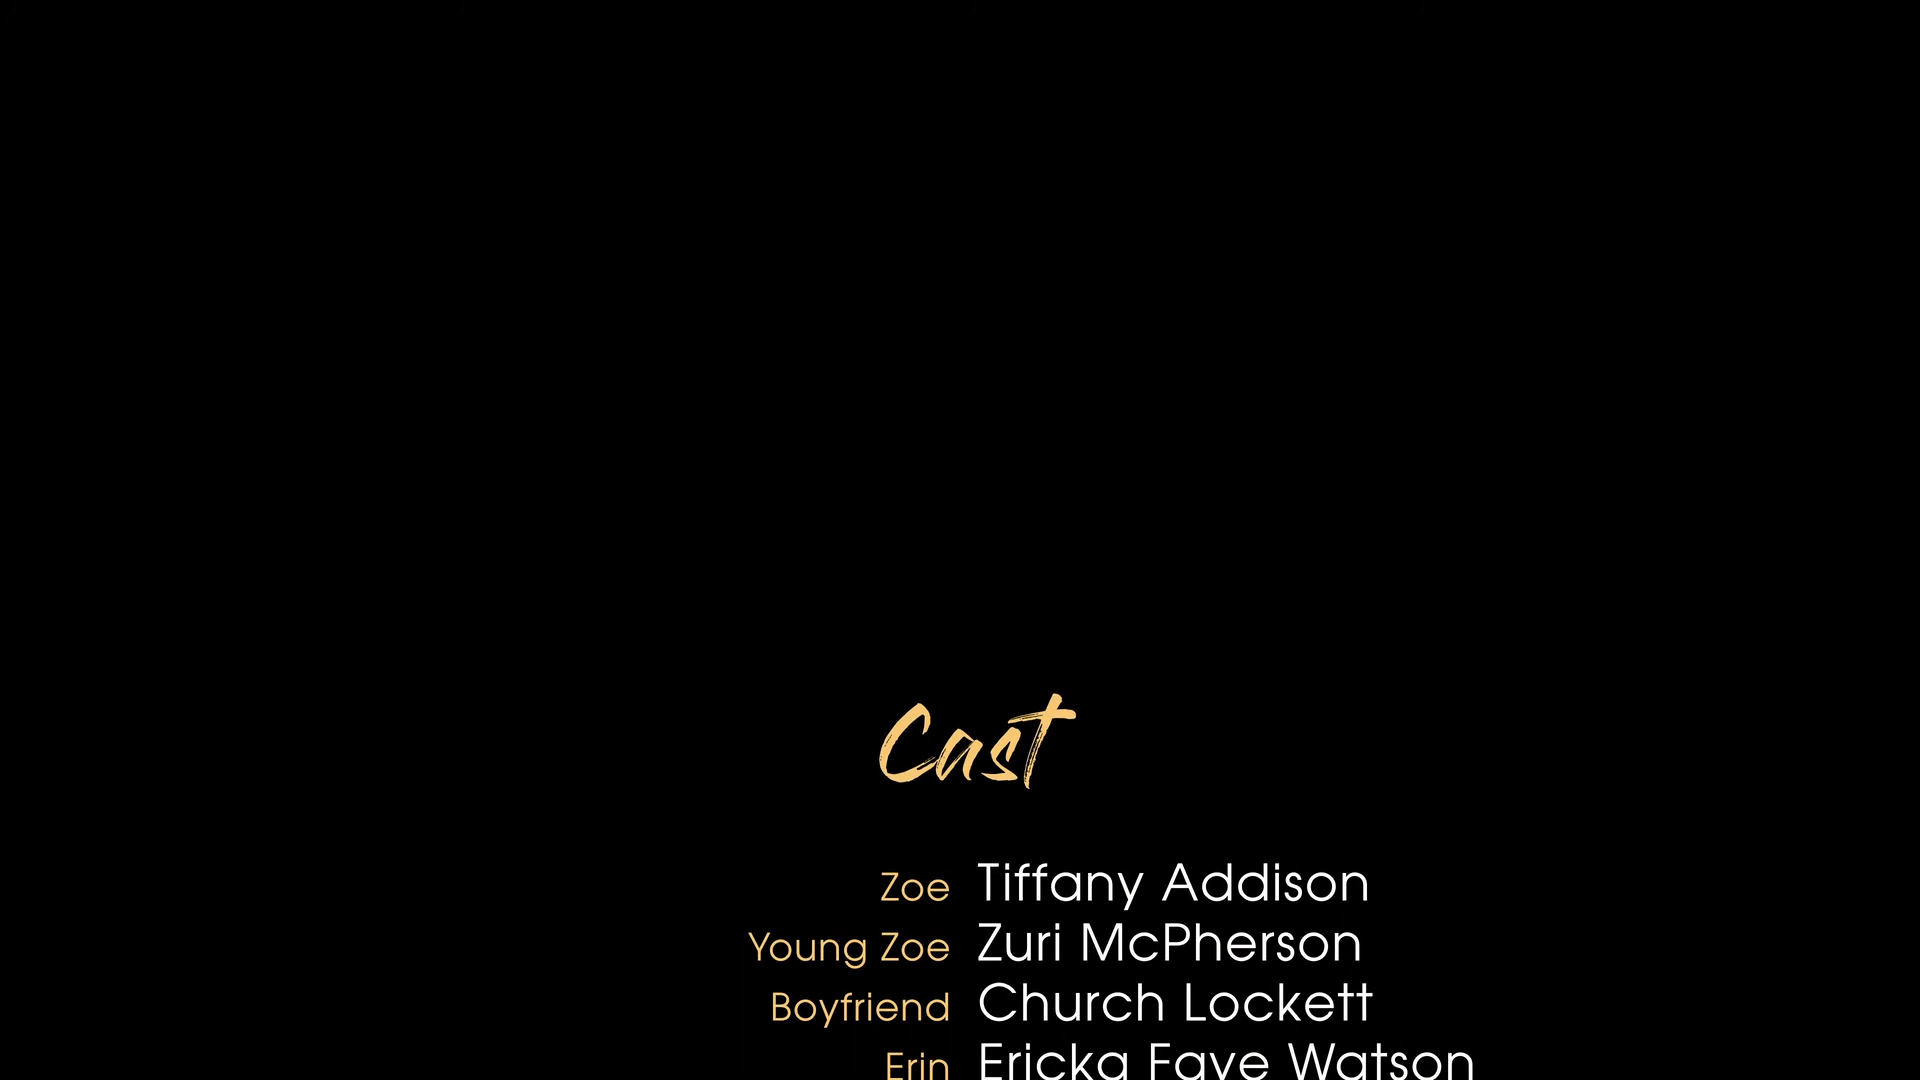 Cast
Zoe Tiffany Addison
Young Zoe Zuri McPherson
Boyfriend Church Lockett
Erin Ericka Faye Watson